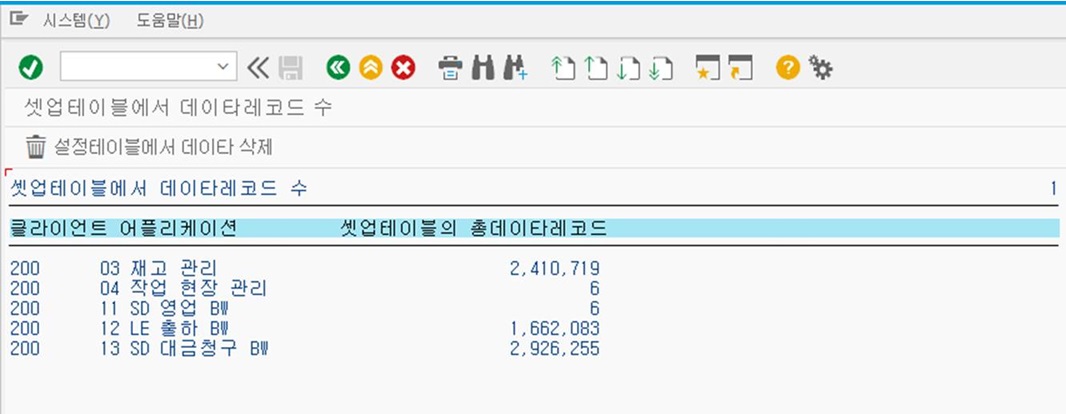 시스템(Y) 도움말(H)
셋업테이블에서 데이타레코드 수
설정테이블에서 데이타 삭제
셋업테이블에서 데이타레코드 수 1
클라이언트 어플리케이션 셋업테이블의 총데이타레코드
200 03 재고 관리 2,410,719
200 04 작업 현장 관리 6
200 11 SD 영업 BW 6
200 12 LE 출하 BW 1,662,083
200 13 SD 대금청구 BW 2,926,255